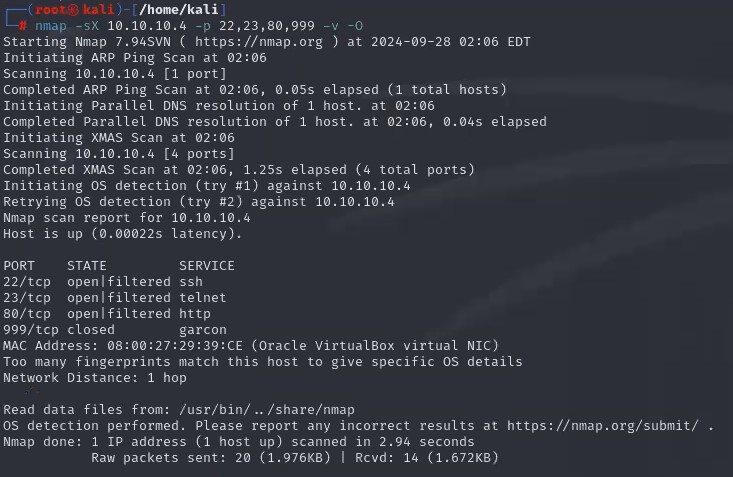 ┌──(root㉿kali)-[/home/kali]
└─# nmap -sX 10.10.10.4 -p 22,23,80,999 -v -O
Starting Nmap 7.94SVN ( https://nmap.org ) at 2024-09-28 02:06 EDT
Initiating ARP Ping Scan at 02:06
Scanning 10.10.10.4 [1 port]
Completed ARP Ping Scan at 02:06, 0.05s elapsed (1 total hosts)
Initiating Parallel DNS resolution of 1 host. at 02:06
Completed Parallel DNS resolution of 1 host. at 02:06, 0.04s elapsed
Initiating XMAS Scan at 02:06
Scanning 10.10.10.4 [4 ports]
Completed XMAS Scan at 02:06, 1.25s elapsed (4 total ports)
Initiating OS detection (try #1) against 10.10.10.4
Retrying OS detection (try #2) against 10.10.10.4
Nmap scan report for 10.10.10.4
Host is up (0.00022s latency).

PORT    STATE         SERVICE
22/tcp  open|filtered ssh
23/tcp  open|filtered telnet
80/tcp  open|filtered http
999/tcp closed        garcon
MAC Address: 08:00:27:29:39:CE (Oracle VirtualBox virtual NIC)
Too many fingerprints match this host to give specific OS details
Network Distance: 1 hop

Read data files from: /usr/bin/../share/nmap
OS detection performed. Please report any incorrect results at https://nmap.org/submit/ .
Nmap done: 1 IP address (1 host up) scanned in 2.94 seconds
           Raw packets sent: 20 (1.976KB) | Rcvd: 14 (1.672KB)